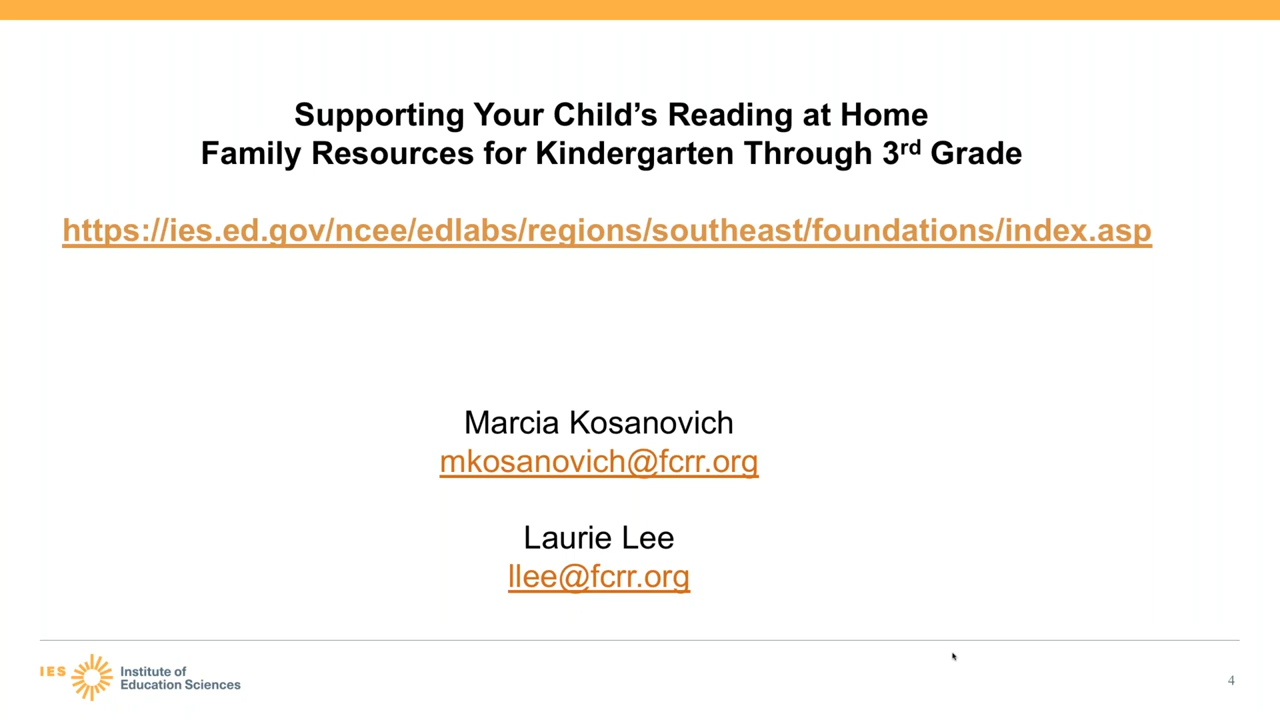 Supporting Your Child’s Reading at Home
Family Resources for Kindergarten Through 3rd Grade
https://ies.ed.gov/ncee/edlabs/regions/southeast/foundations/index.asp
Marcia Kosanovich
mkosanovich@fcrr.org
Laurie Lee
llee@fcrr.org
IES
Institute of
Education Sciences
4